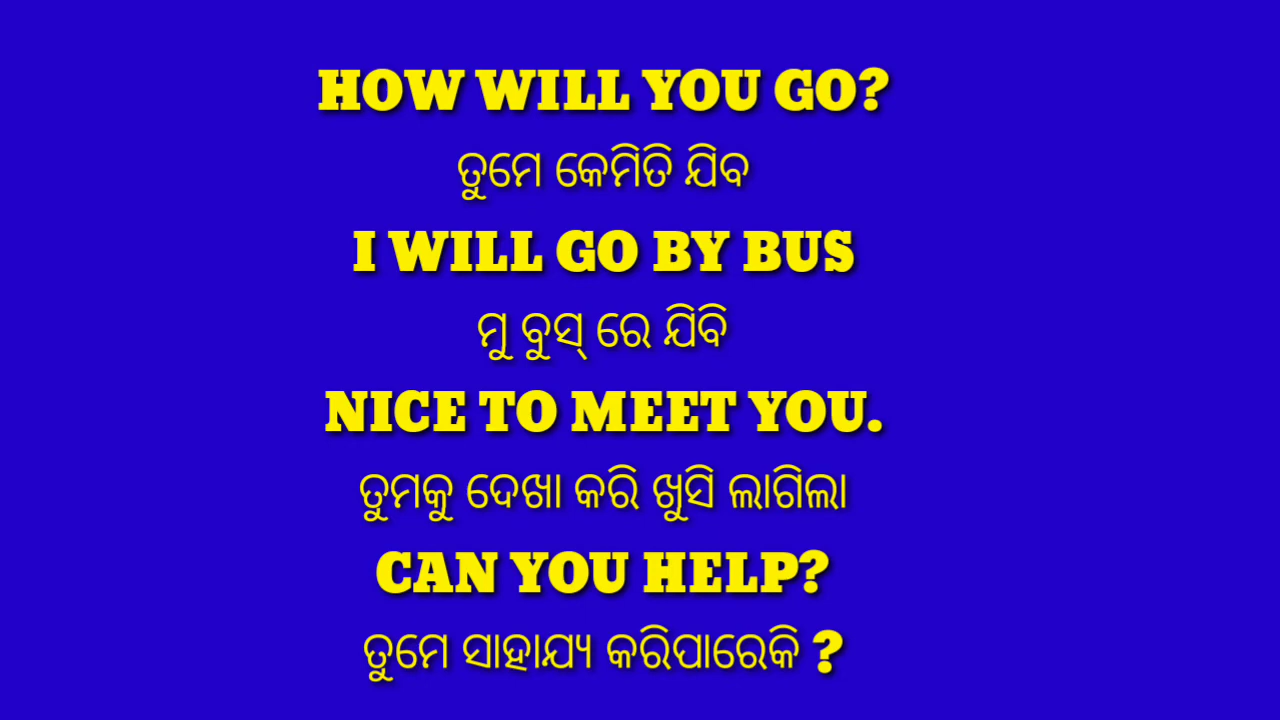 HOW WILL YOU GO?
ତୁମେ କେମିତି ଯିବ
I WILL GO BY BUS
ମୁ ବୁସ୍ ରେ ଯିବି
NICE TO MEET YOU.
ତୁମକୁ ଦେଖା କରି ଖୁସି ଲାଗିଲା
CAN YOU HELP?
ତୁମେ ସାହାଯ୍ୟ କରିପାରେକି ?